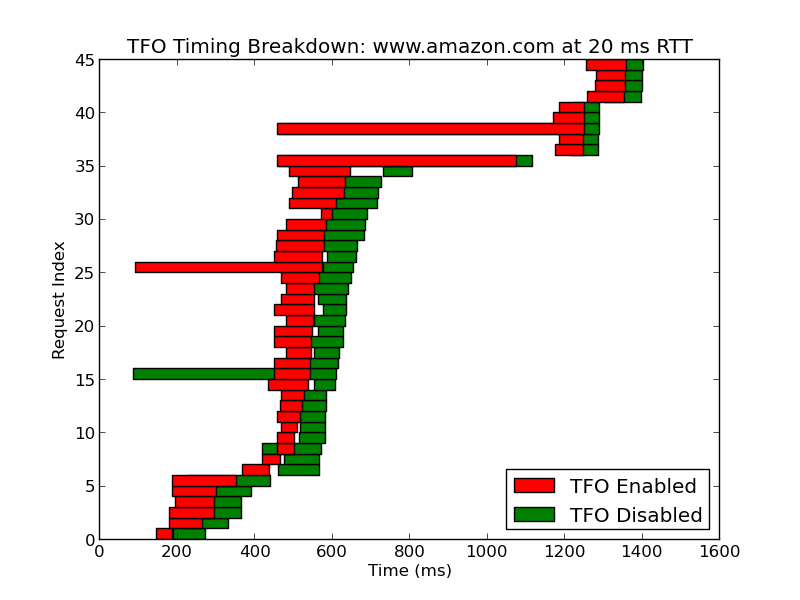 TFO Timing Breakdown: www.amazon.com at 20 ms RTT
45
40
35
30
25
20
15
10
5
0
Request Index
TFO Enabled
TFO Disabled
0 200 400 600 800 1000 1200 1400 1600
Time (ms)